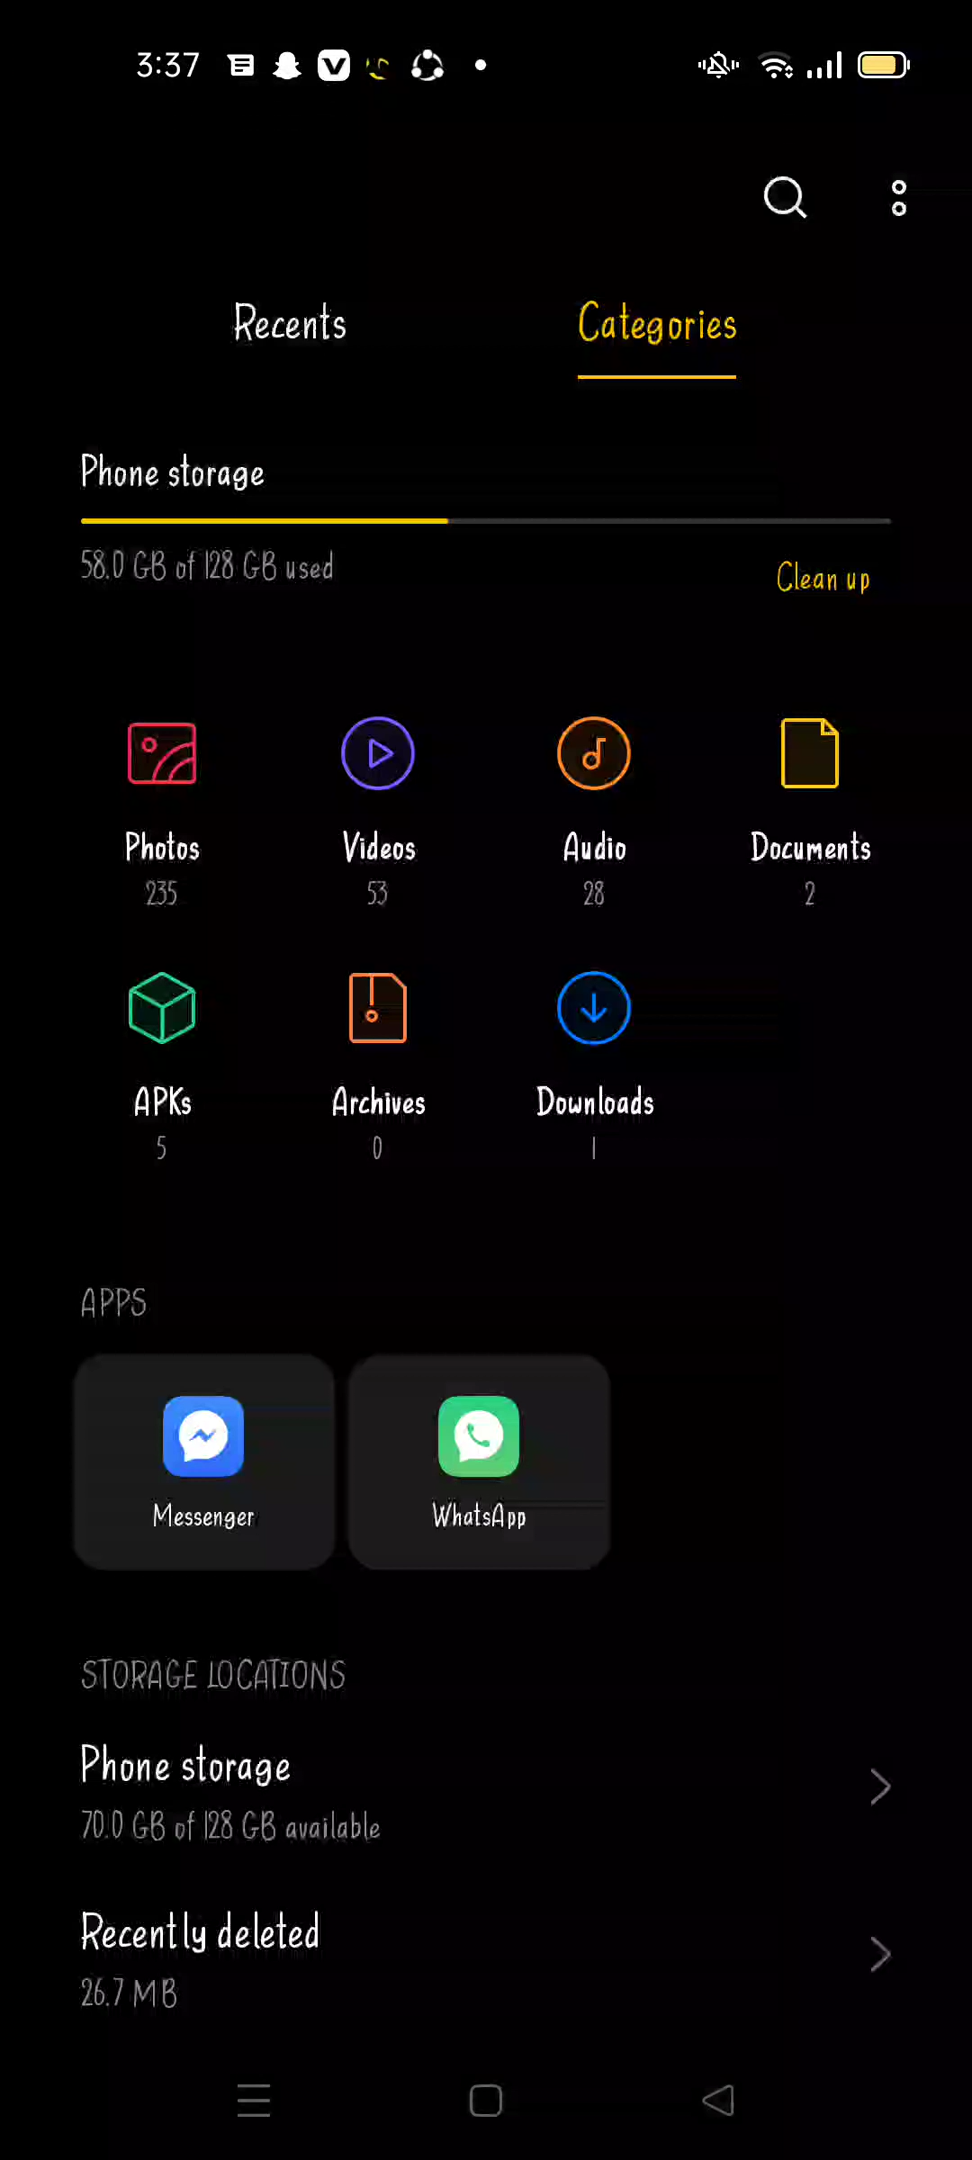 3:37
Recents Categories
Phone storage
58.0 GB of 128 GB used
Clean up
Photos Videos Audio Documents
235 53 28 2
APKs Archives Downloads
5 0 1
APPS
Messenger WhatsApp
STORAGE LOCATIONS
Phone storage
70.0 GB of 128 GB available
Recently deleted
26.7 MB